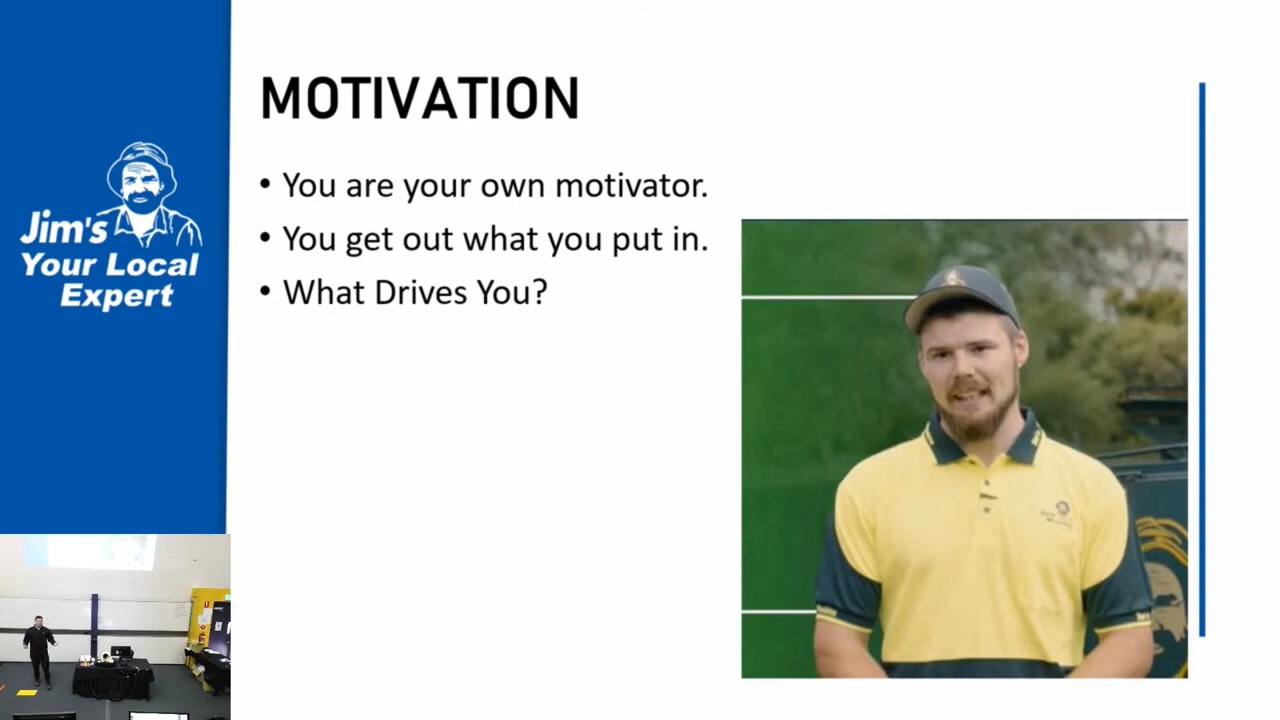 MOTIVATION
• You are your own motivator.
• You get out what you put in.
• What Drives You?
Jim's
Your Local
Expert